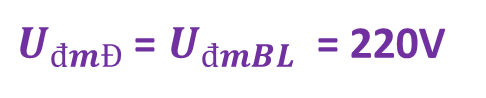 UđmĐ = UđmBL = 220V